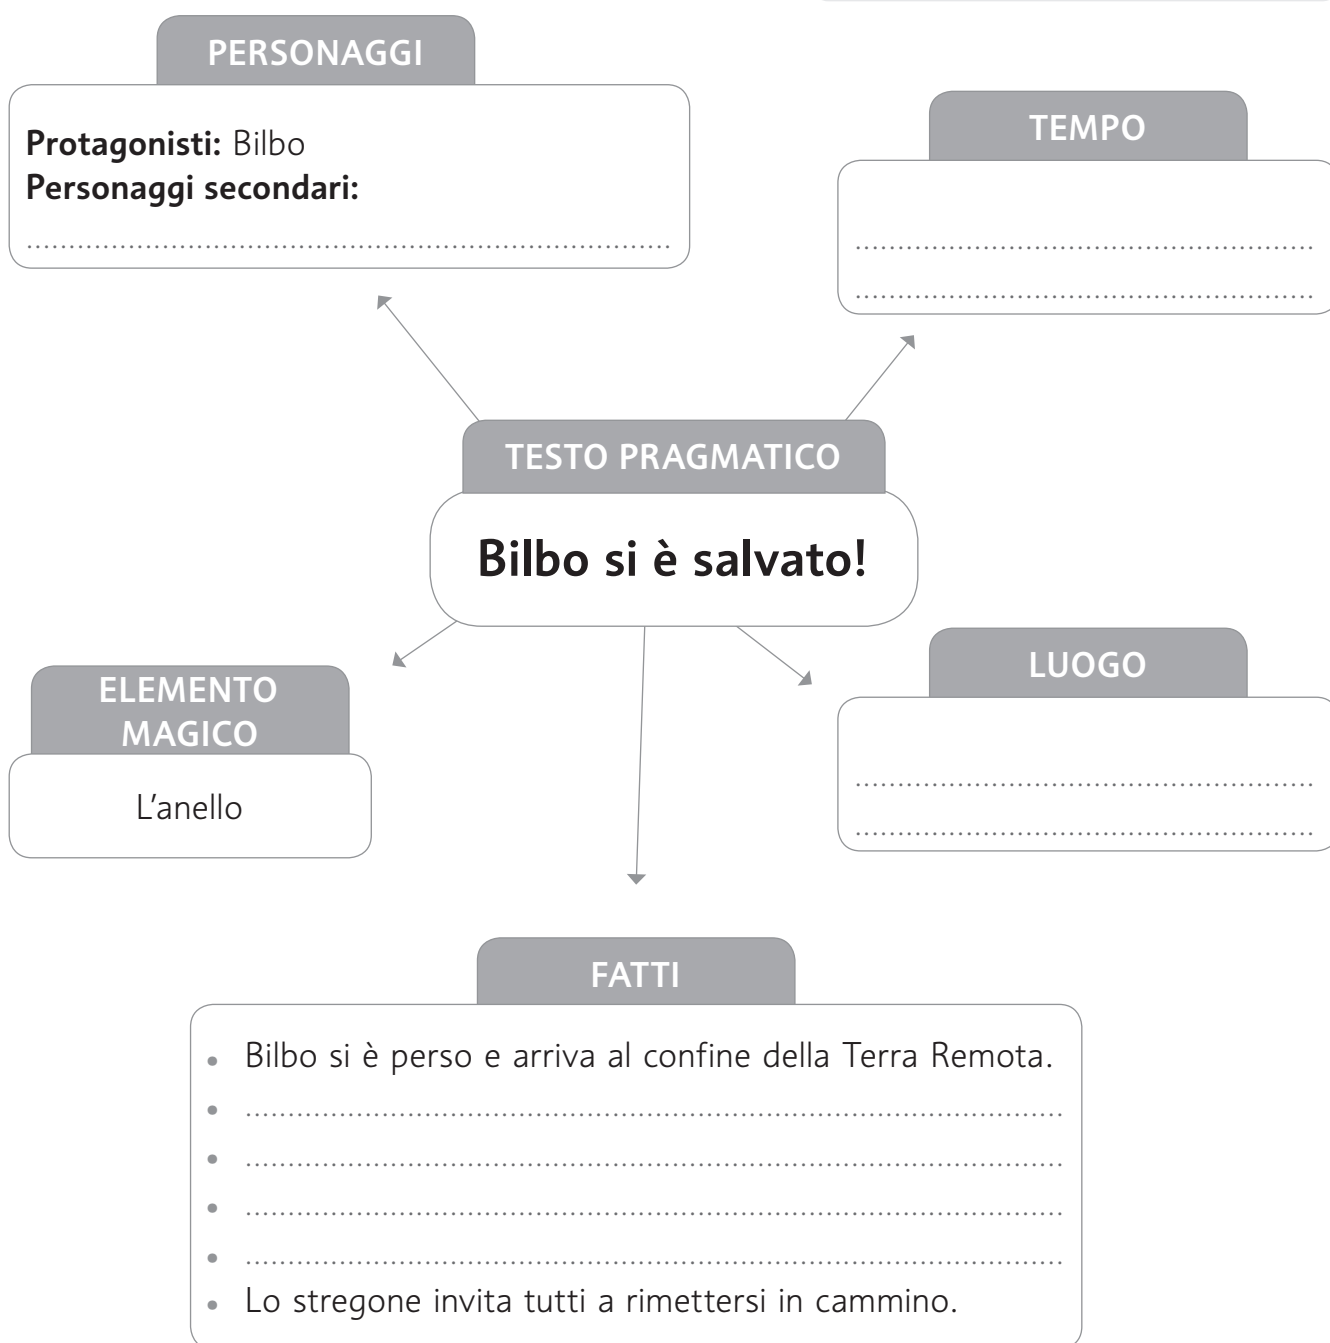 PERSONAGGI
Protagonisti: Bilbo
Personaggi secondari:
TEMPO
TESTO PRAGMATICO
Bilbo si è salvato!
ELEMENTO
MAGICO
L'anello
LUOGO
FATTI
• Bilbo si è perso e arriva al confine della Terra Remota.
•
•
•
•
• Lo stregone invita tutti a rimettersi in cammino.